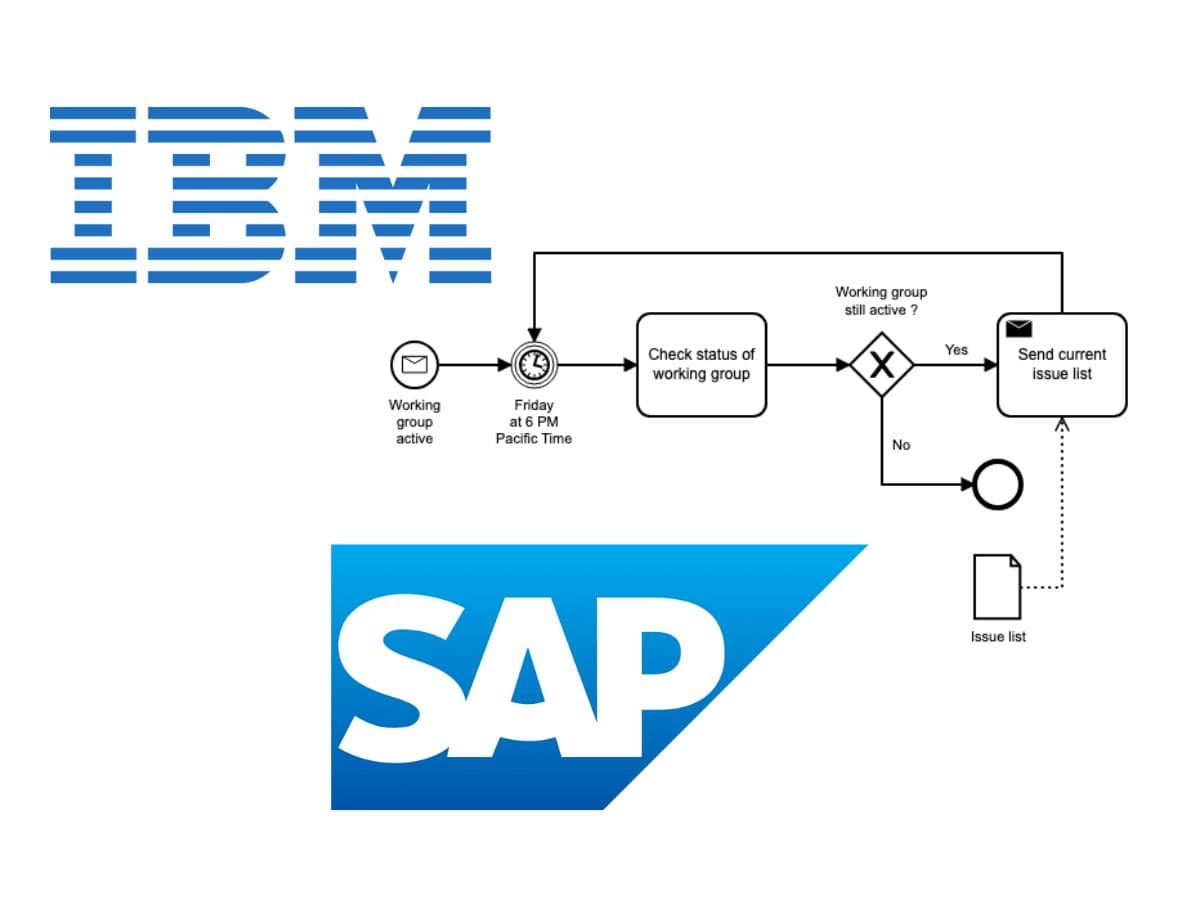 IBM
Working group
still active ?
Check status of
working group
Yes
Send current
issue list
Working
group
active
Friday
at 6 PM
Pacific Time
No
Issue list
SAP